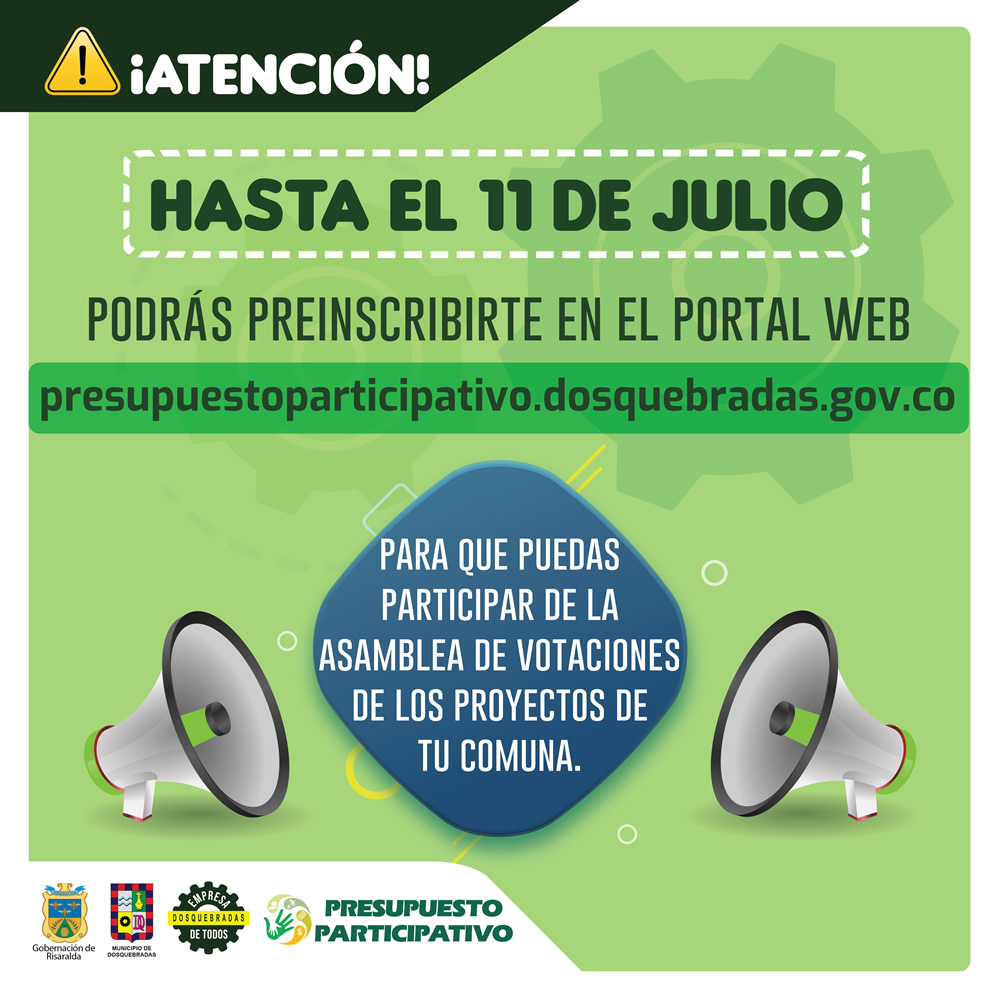 ¡ATENCIÓN!
HASTA EL 11 DE JULIO
PODRÁS PREINSCRIBIRTE EN EL PORTAL WEB
presupuestoparticipativo.dosquebradas.gov.co
PARA QUE PUEDAS
PARTICIPAR DE LA
ASAMBLEA DE VOTACIONES
DE LOS PROYECTOS DE
TU COMUNA.
Gobernación de
Risaralda
MUNICIPIO DE
DOSQUEBRADAS
EMPRESA
DOSQUEBRADAS
DE TODOS
PRESUPUESTO
PARTICIPATIVO